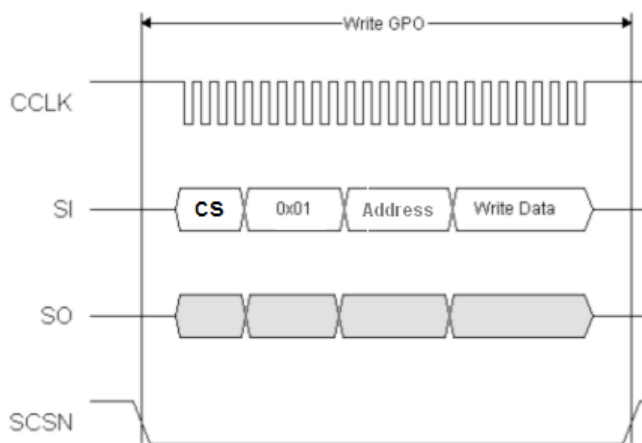 Write GPO
CCLK
SI CS 0x01 Address Write Data
SO
SCSN